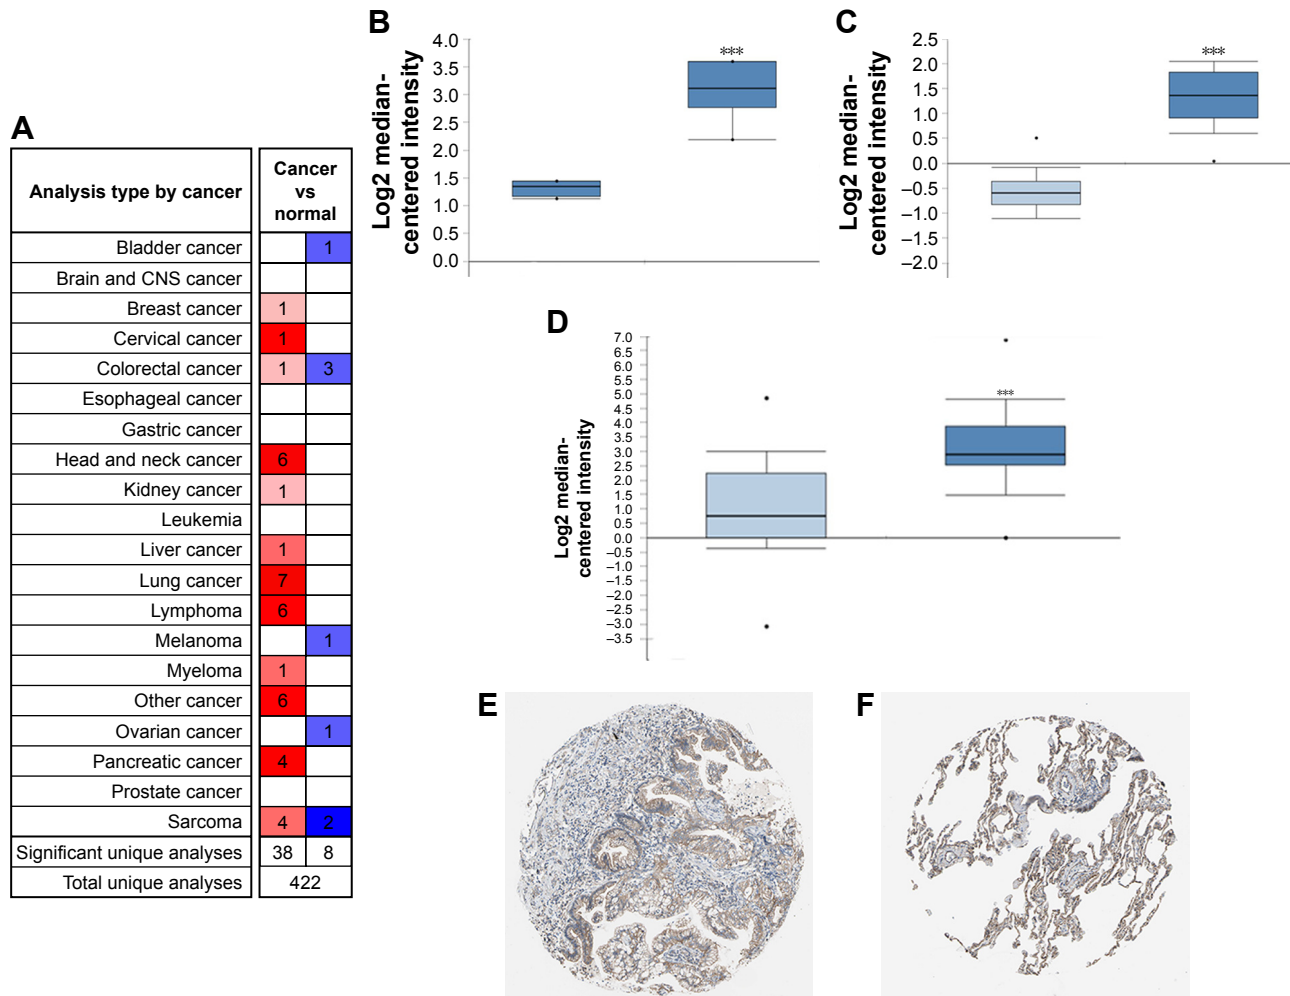 A
Analysis type by cancer
Cancer
vs
normal
Bladder cancer 1
Brain and CNS cancer
Breast cancer 1
Cervical cancer 1
Colorectal cancer 1 3
Esophageal cancer
Gastric cancer
Head and neck cancer 6
Kidney cancer 1
Leukemia
Liver cancer 1
Lung cancer 7
Lymphoma 6
Melanoma 1
Myeloma 1
Other cancer 6
Ovarian cancer 1
Pancreatic cancer 4
Prostate cancer
Sarcoma 4 2
Significant unique analyses 38 8
Total unique analyses 422
B
Log2 median-
centered intensity
4.0
3.5
3.0
2.5
2.0
1.5
1.0
0.5
0.0
***
C
Log2 median-
centered intensity
2.5
2.0
1.5
1.0
0.5
0.0
–0.5
–1.0
–1.5
–2.0
***
D
Log2 median-
centered intensity
7.0
6.5
6.0
5.5
5.0
4.5
4.0
3.5
3.0
2.5
2.0
1.5
1.0
0.5
0.0
–0.5
–1.0
–1.5
–2.0
–2.5
–3.0
–3.5
***
E
F